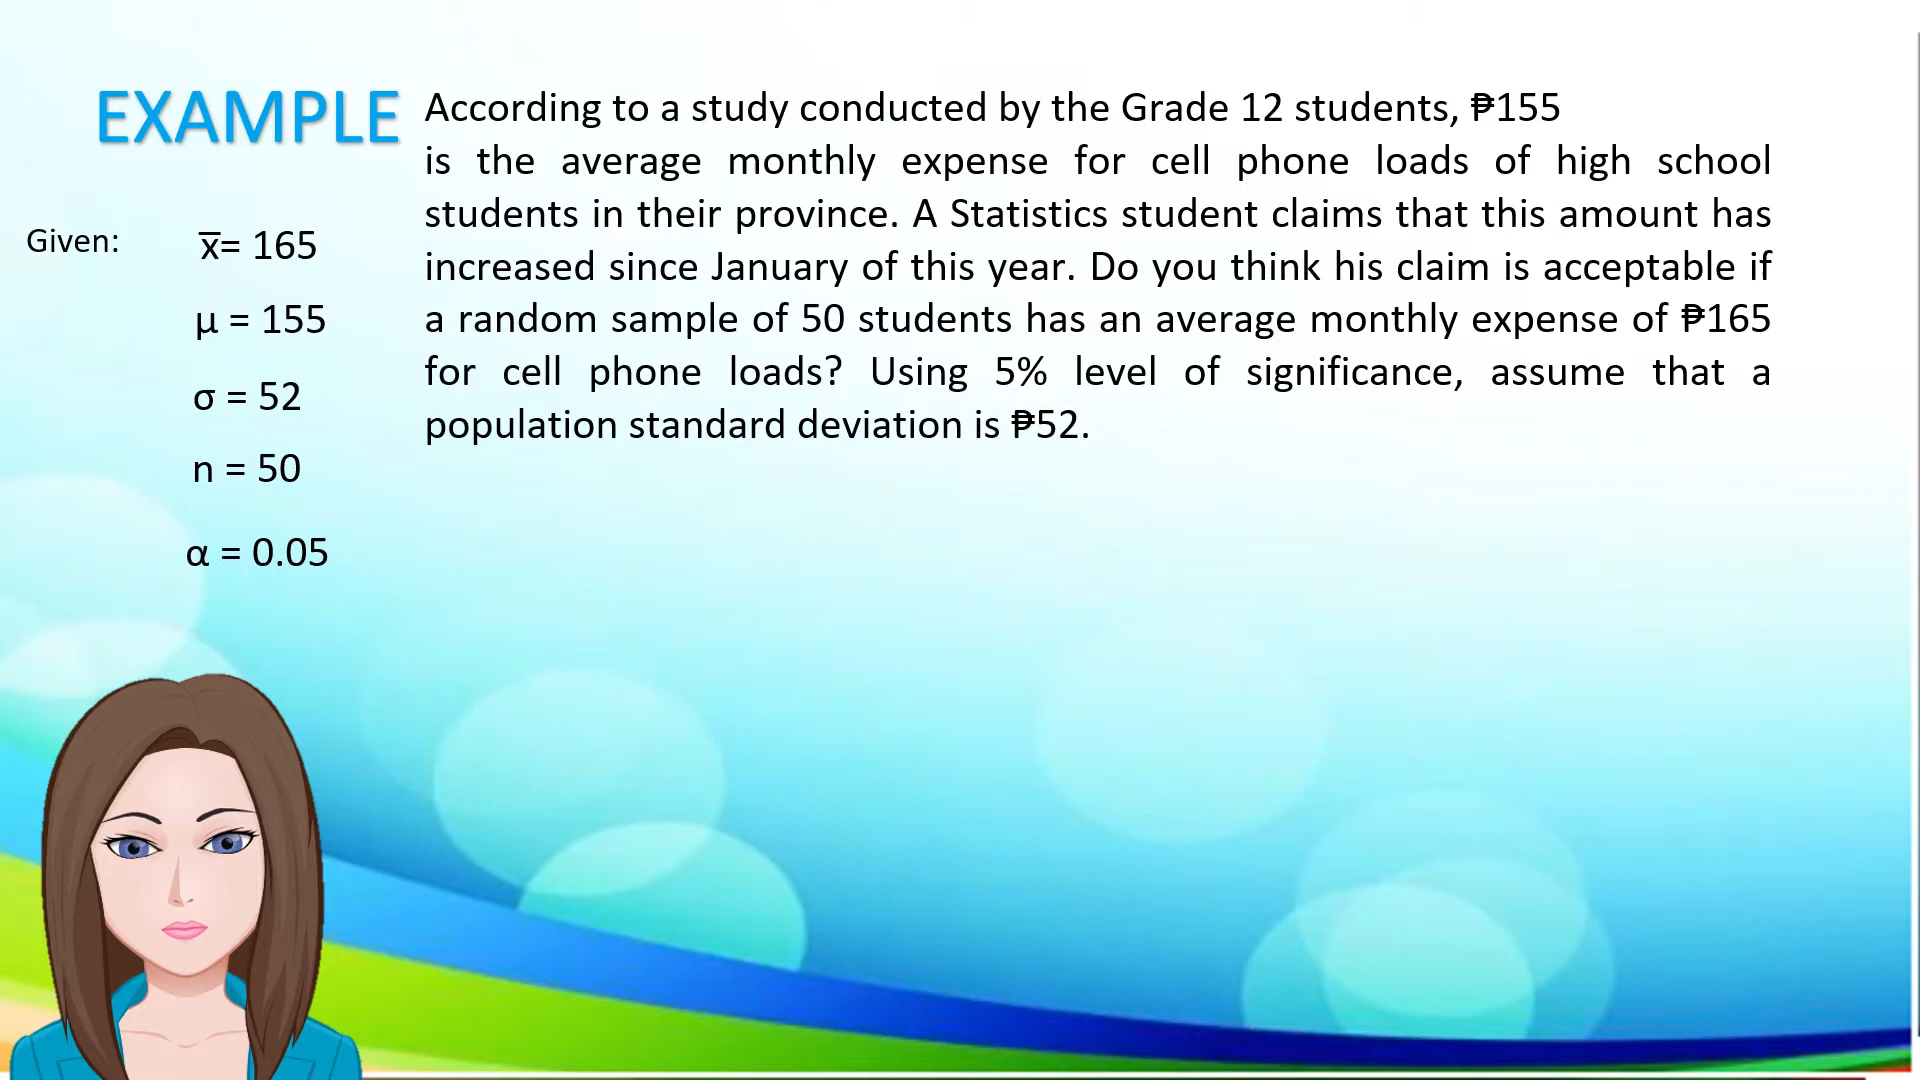 EXAMPLE
According to a study conducted by the Grade 12 students, ₱155
is the average monthly expense for cell phone loads of high school
students in their province. A Statistics student claims that this amount has
increased since January of this year. Do you think his claim is acceptable if
a random sample of 50 students has an average monthly expense of ₱165
for cell phone loads? Using 5% level of significance, assume that a
population standard deviation is ₱52.
Given:
x̅= 165
μ = 155
σ = 52
n = 50
α = 0.05